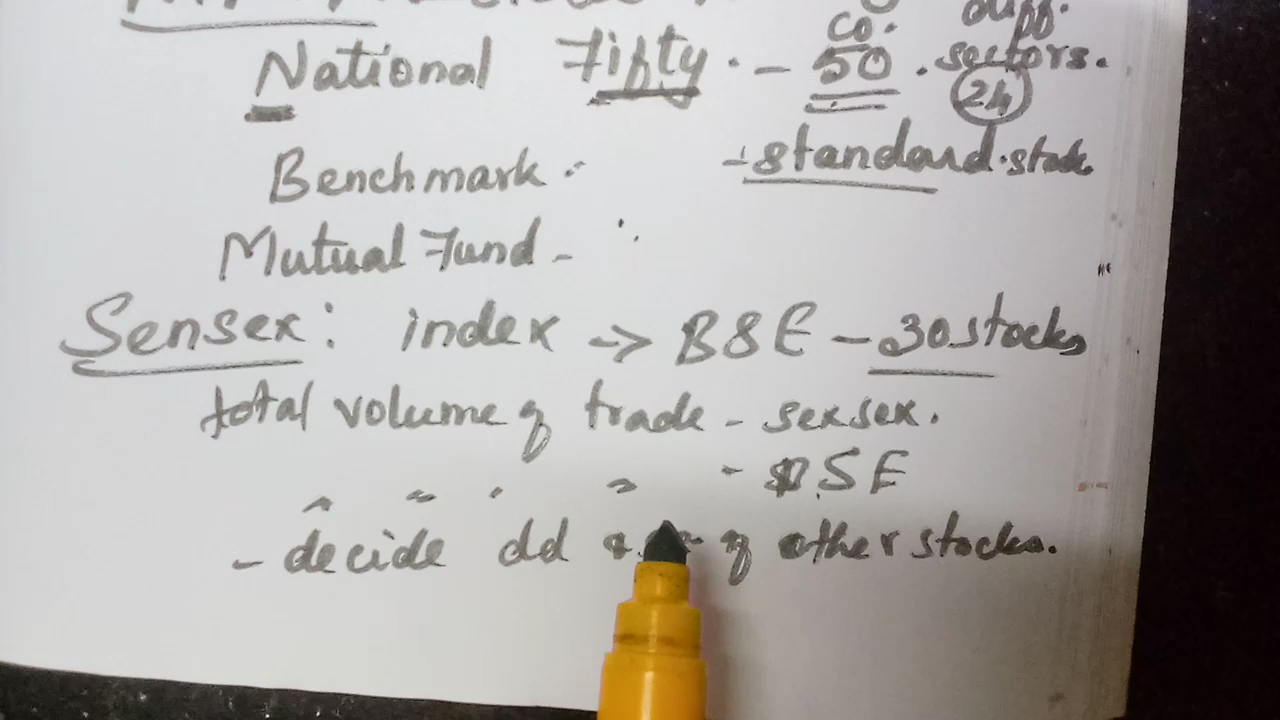 co. diff.
National Fifty. - 50. sectors.
24
Benchmark. - standard. stock
Mutual Fund -
Sensex: index -> BSE - 30 stocks
total volume of trade - sexsex.
" " " " - BSE
- decide dd of other stocks.